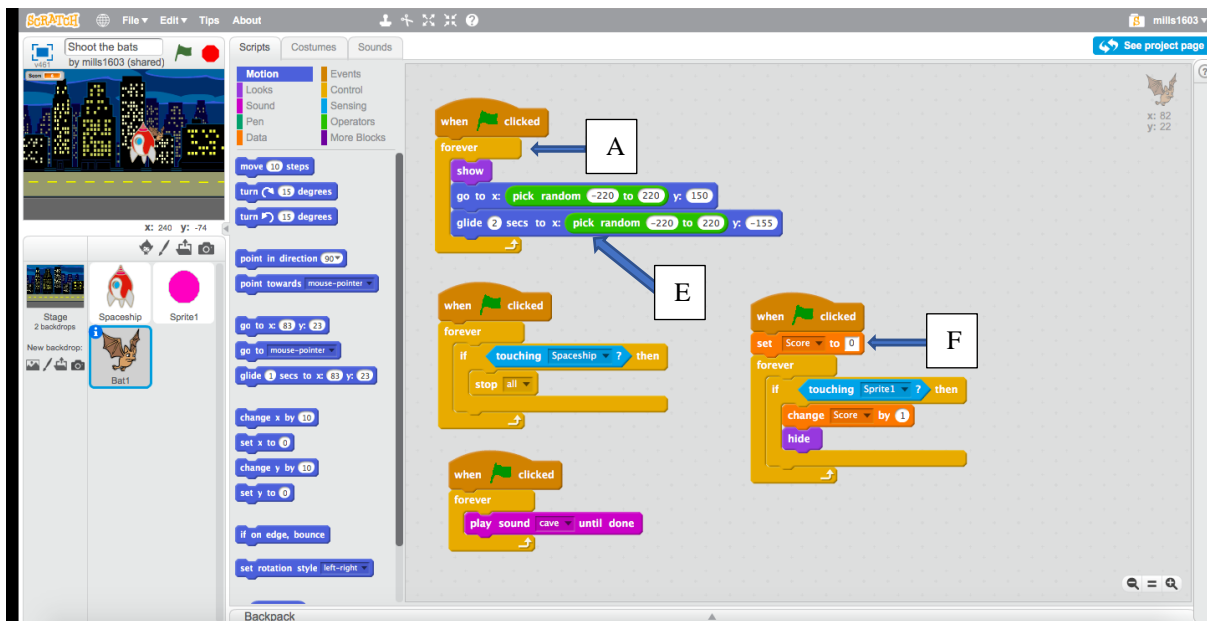 SCRATCH File▼ Edit▼ Tips About mills1603▼
Shoot the bats
v461 by mills1603 (shared)
Scripts Costumes Sounds
See project page
Motion Events
Looks Control
Sound Sensing
Pen Operators
Data More Blocks
move 10 steps
turn 15 degrees
turn 15 degrees
point in direction 90▼
point towards mouse-pointer
go to x: 83 y: 23
go to mouse-pointer
glide 1 secs to x: 83 y: 23
change x by 10
set x to 0
change y by 10
set y to 0
if on edge, bounce
set rotation style left-right
Score
x: 240 y: -74
Stage
2 backdrops
New backdrop:
Spaceship
Sprite1
Bat1
when clicked
forever
show
go to x: pick random -220 to 220 y: 150
glide 2 secs to x: pick random -220 to 220 y: -155
A
E
when clicked
forever
if touching Spaceship ? then
stop all
when clicked
forever
play sound cave until done
when clicked
set Score to 0
forever
if touching Sprite1 ? then
change Score by 1
hide
F
x: 82
y: 22
Backpack